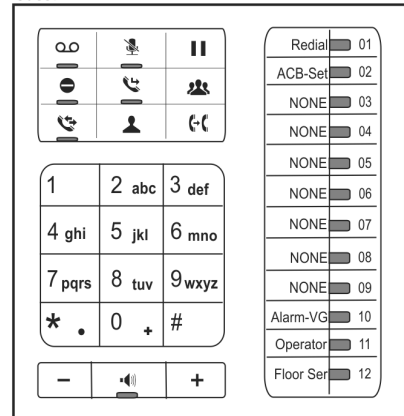 Redial 01
ACB-Set 02
NONE 03
NONE 04
NONE 05
NONE 06
NONE 07
NONE 08
NONE 09
Alarm-VG 10
Operator 11
Floor Ser 12
1 2 abc 3 def
4 ghi 5 jkl 6 mno
7 pqrs 8 tuv 9 wxyz
* . 0 + #
− +